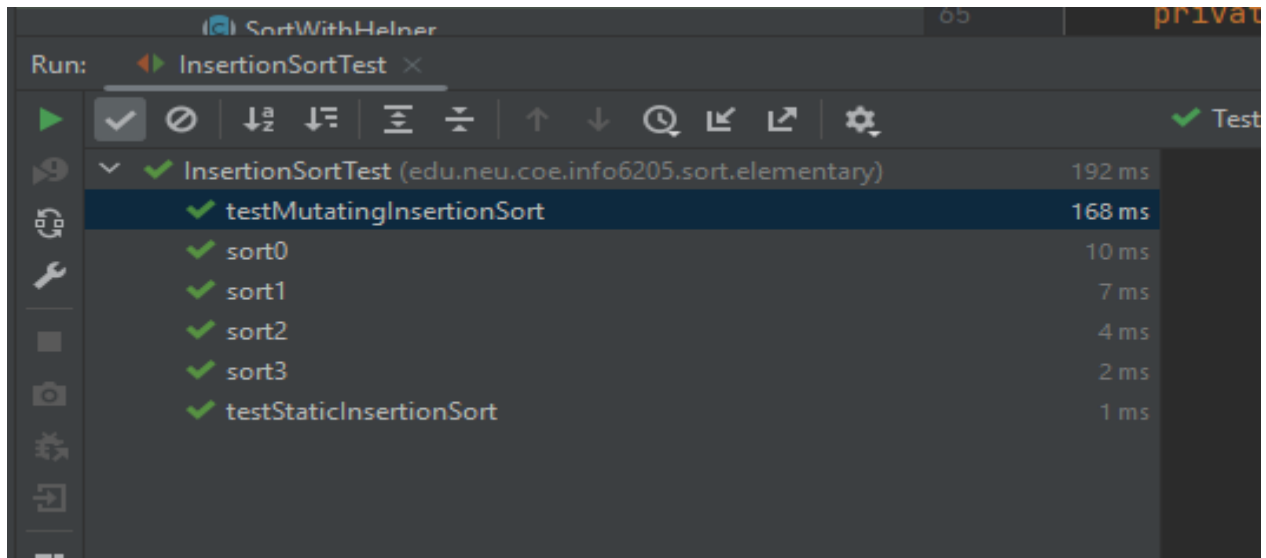 SortWithHelper
65 privat
Run: InsertionSortTest
Test
InsertionSortTest (edu.neu.coe.info6205.sort.elementary) 192 ms
testMutatingInsertionSort 168 ms
sort0 10 ms
sort1 7 ms
sort2 4 ms
sort3 2 ms
testStaticInsertionSort 1 ms